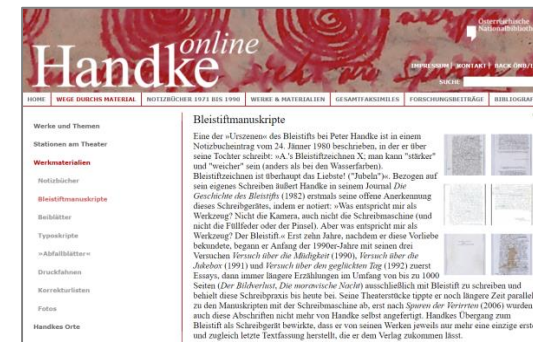 Österreichische
Nationalbibliothek
Handke online
IMPRESSUM | KONTAKT | BACK ÖNB/
SUCHE
HOME WEGE DURCHS MATERIAL NOTIZBÜCHER 1971 BIS 1990 WERKE & MATERIALIEN GESAMTFAKSIMILES FORSCHUNGSBEITRÄGE BIBLIOGRAF
Werke und Themen
Stationen am Theater
Werkmaterialien
Notizbücher
Bleistiftmanuskripte
Beiblätter
Typoskripte
»Abfallblätter«
Druckfahnen
Korrekturlisten
Fotos
Handkes Orte
Bleistiftmanuskripte
Eine der »Urszenen« des Bleistifts bei Peter Handke ist in einem
Notizbucheintrag vom 24. Jänner 1980 beschrieben, in der er über
seine Tochter schreibt: »A.'s Bleistiftzeichnen X; man kann "stärker"
und "weicher" sein (anders als bei den Wasserfarben).
Bleistiftzeichnen ist überhaupt das Liebste! ("Jubeln")«. Bezogen auf
sein eigenes Schreiben äußert Handke in seinem Journal Die
Geschichte des Bleistifts (1982) erstmals seine offene Anerkennung
dieses Schreibgerätes, indem er notiert: »Was entspricht mir als
Werkzeug? Nicht die Kamera, auch nicht die Schreibmaschine (und
nicht die Füllfeder oder der Pinsel). Aber was entspricht mir als
Werkzeug? Der Bleistift.« Erst zehn Jahre, nachdem er diese Vorliebe
bekundete, begann er Anfang der 1990er-Jahre mit seinen drei
Versuchen Versuch über die Müdigkeit (1990), Versuch über die
Jukebox (1991) und Versuch über den geglückten Tag (1992) zuerst
Essays, dann immer längere Erzählungen im Umfang von bis zu 1000
Seiten (Der Bildverlust, Die morawische Nacht) ausschließlich mit Bleistift zu schreiben und
behielt diese Schreibpraxis bis heute bei. Seine Theaterstücke tippte er noch längere Zeit parallel
zu den Manuskripten mit der Schreibmaschine ab, erst nach Spuren der Verirrten (2006) wurden
auch diese Abschriften nicht mehr von Handke selbst angefertigt. Handkes Übergang zum
Bleistift als Schreibgerät bewirkte, dass er von seinen Werken jeweils nur mehr eine einzige erste
und zugleich letzte Textfassung herstellt, die er dem Verlag zukommen lässt.